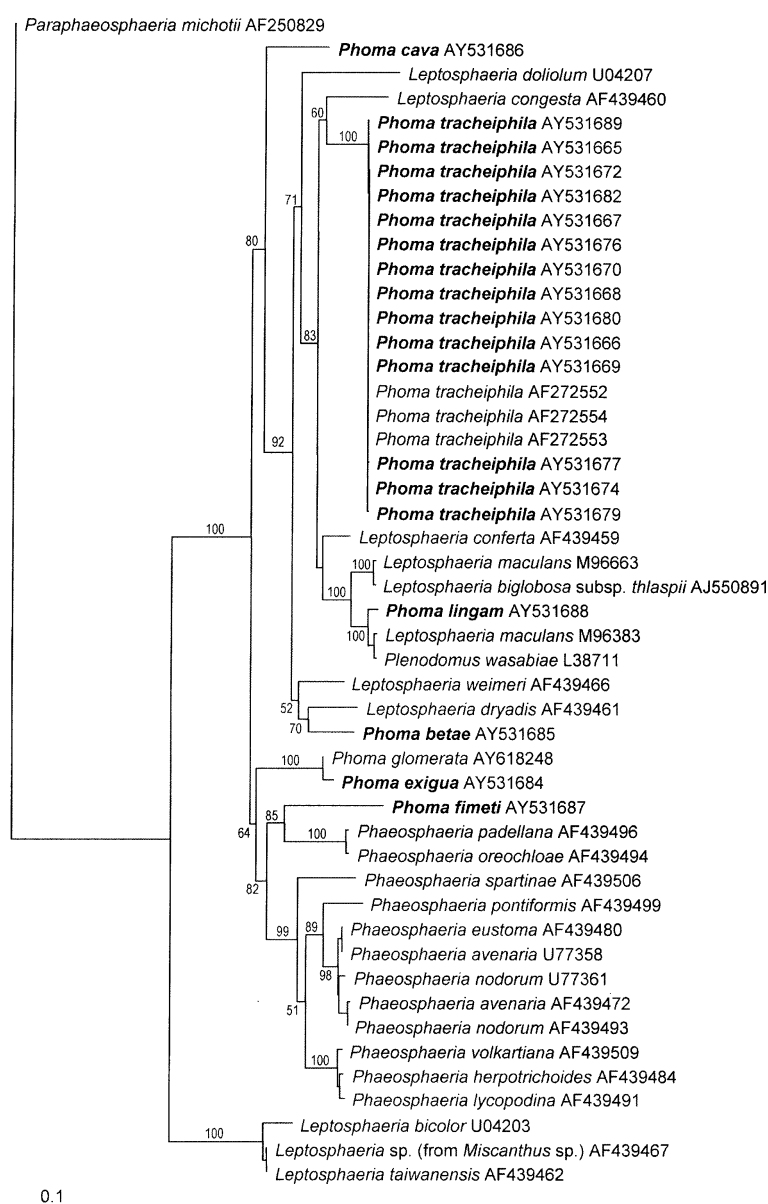 Paraphaeosphaeria michotii AF250829
Phoma cava AY531686
Leptosphaeria doliolum U04207
Leptosphaeria congesta AF439460
60
Phoma tracheiphila AY531689
100
Phoma tracheiphila AY531665
Phoma tracheiphila AY531672
Phoma tracheiphila AY531682
71
Phoma tracheiphila AY531667
80
Phoma tracheiphila AY531676
Phoma tracheiphila AY531670
Phoma tracheiphila AY531668
Phoma tracheiphila AY531680
83
Phoma tracheiphila AY531666
Phoma tracheiphila AY531669
Phoma tracheiphila AF272552
Phoma tracheiphila AF272554
92
Phoma tracheiphila AF272553
Phoma tracheiphila AY531677
Phoma tracheiphila AY531674
Phoma tracheiphila AY531679
100
Leptosphaeria conferta AF439459
100
Leptosphaeria maculans M96663
100
Leptosphaeria biglobosa subsp. thlaspii AJ550891
Phoma lingam AY531688
100
Leptosphaeria maculans M96383
Plenodomus wasabiae L38711
Leptosphaeria weimeri AF439466
52
Leptosphaeria dryadis AF439461
70
Phoma betae AY531685
100
Phoma glomerata AY618248
Phoma exigua AY531684
85
Phoma fimeti AY531687
64
100
Phaeosphaeria padellana AF439496
Phaeosphaeria oreochloae AF439494
82
Phaeosphaeria spartinae AF439506
Phaeosphaeria pontiformis AF439499
99
89
Phaeosphaeria eustoma AF439480
Phaeosphaeria avenaria U77358
98
Phaeosphaeria nodorum U77361
51
Phaeosphaeria avenaria AF439472
Phaeosphaeria nodorum AF439493
100
Phaeosphaeria volkartiana AF439509
Phaeosphaeria herpotrichoides AF439484
Phaeosphaeria lycopodina AF439491
100
Leptosphaeria bicolor U04203
Leptosphaeria sp. (from Miscanthus sp.) AF439467
Leptosphaeria taiwanensis AF439462
0.1